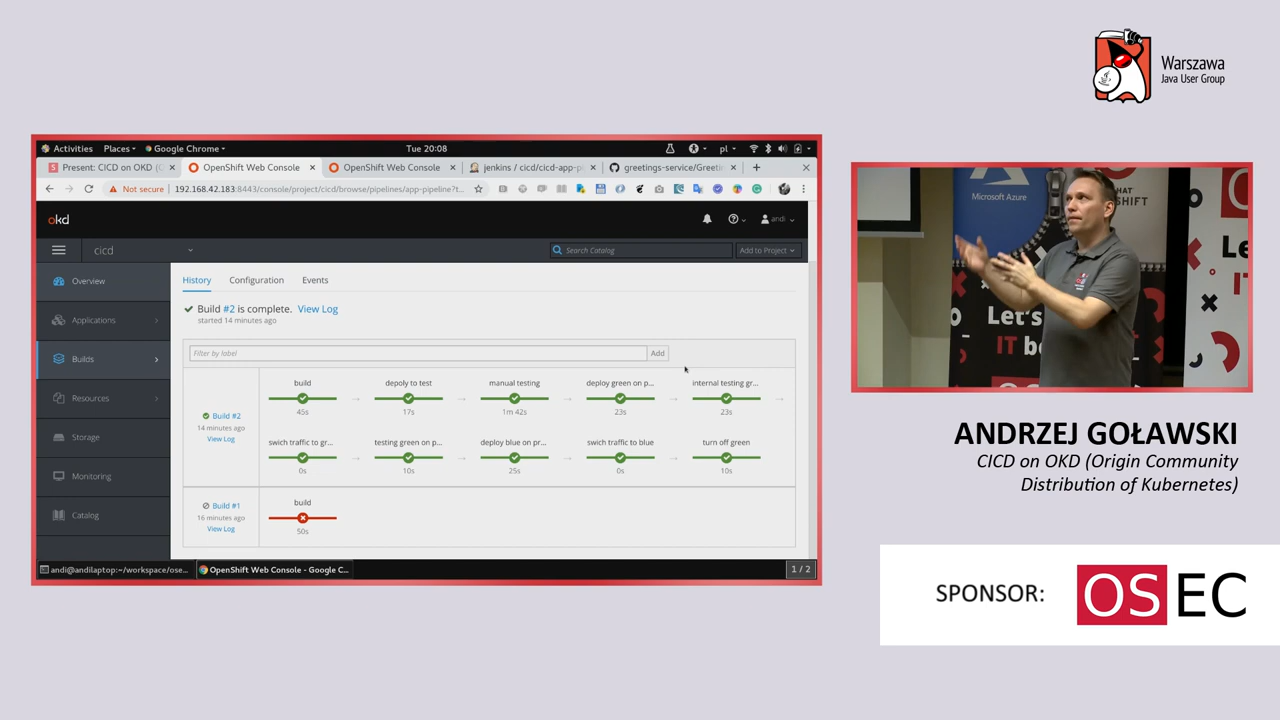 Warszawa
Java User Group
Activities Places Google Chrome Tue 20:08 pl
Present: CICD on OKD (C × OpenShift Web Console × OpenShift Web Console × jenkins / cicd/cicd-app-p × greetings-service/Greeti × +
Not secure 192.168.42.183:8443/console/project/cicd/browse/pipelines/app-pipeline?t...
okd andi
cicd Search Catalog Add to Project
Overview
Applications
Builds
Resources
Storage
Monitoring
Catalog
History Configuration Events
Build #2 is complete. View Log
started 14 minutes ago
Filter by label Add
build depoly to test manual testing deploy green on p... internal testing gr...
45s 17s 1m 42s 23s 23s
Build #2
14 minutes ago
View Log
swich traffic to gr... testing green on p... deploy blue on pr... swich traffic to blue turn off green
0s 10s 25s 0s 10s
Build #1
16 minutes ago
View Log
build
50s
andi@andilaptop:~/workspace/ose... OpenShift Web Console - Google C... 1 / 2
Microsoft Azure
Let's
IT
Le
IT
ANDRZEJ GOŁAWSKI
CICD on OKD (Origin Community
Distribution of Kubernetes)
SPONSOR: OSEC